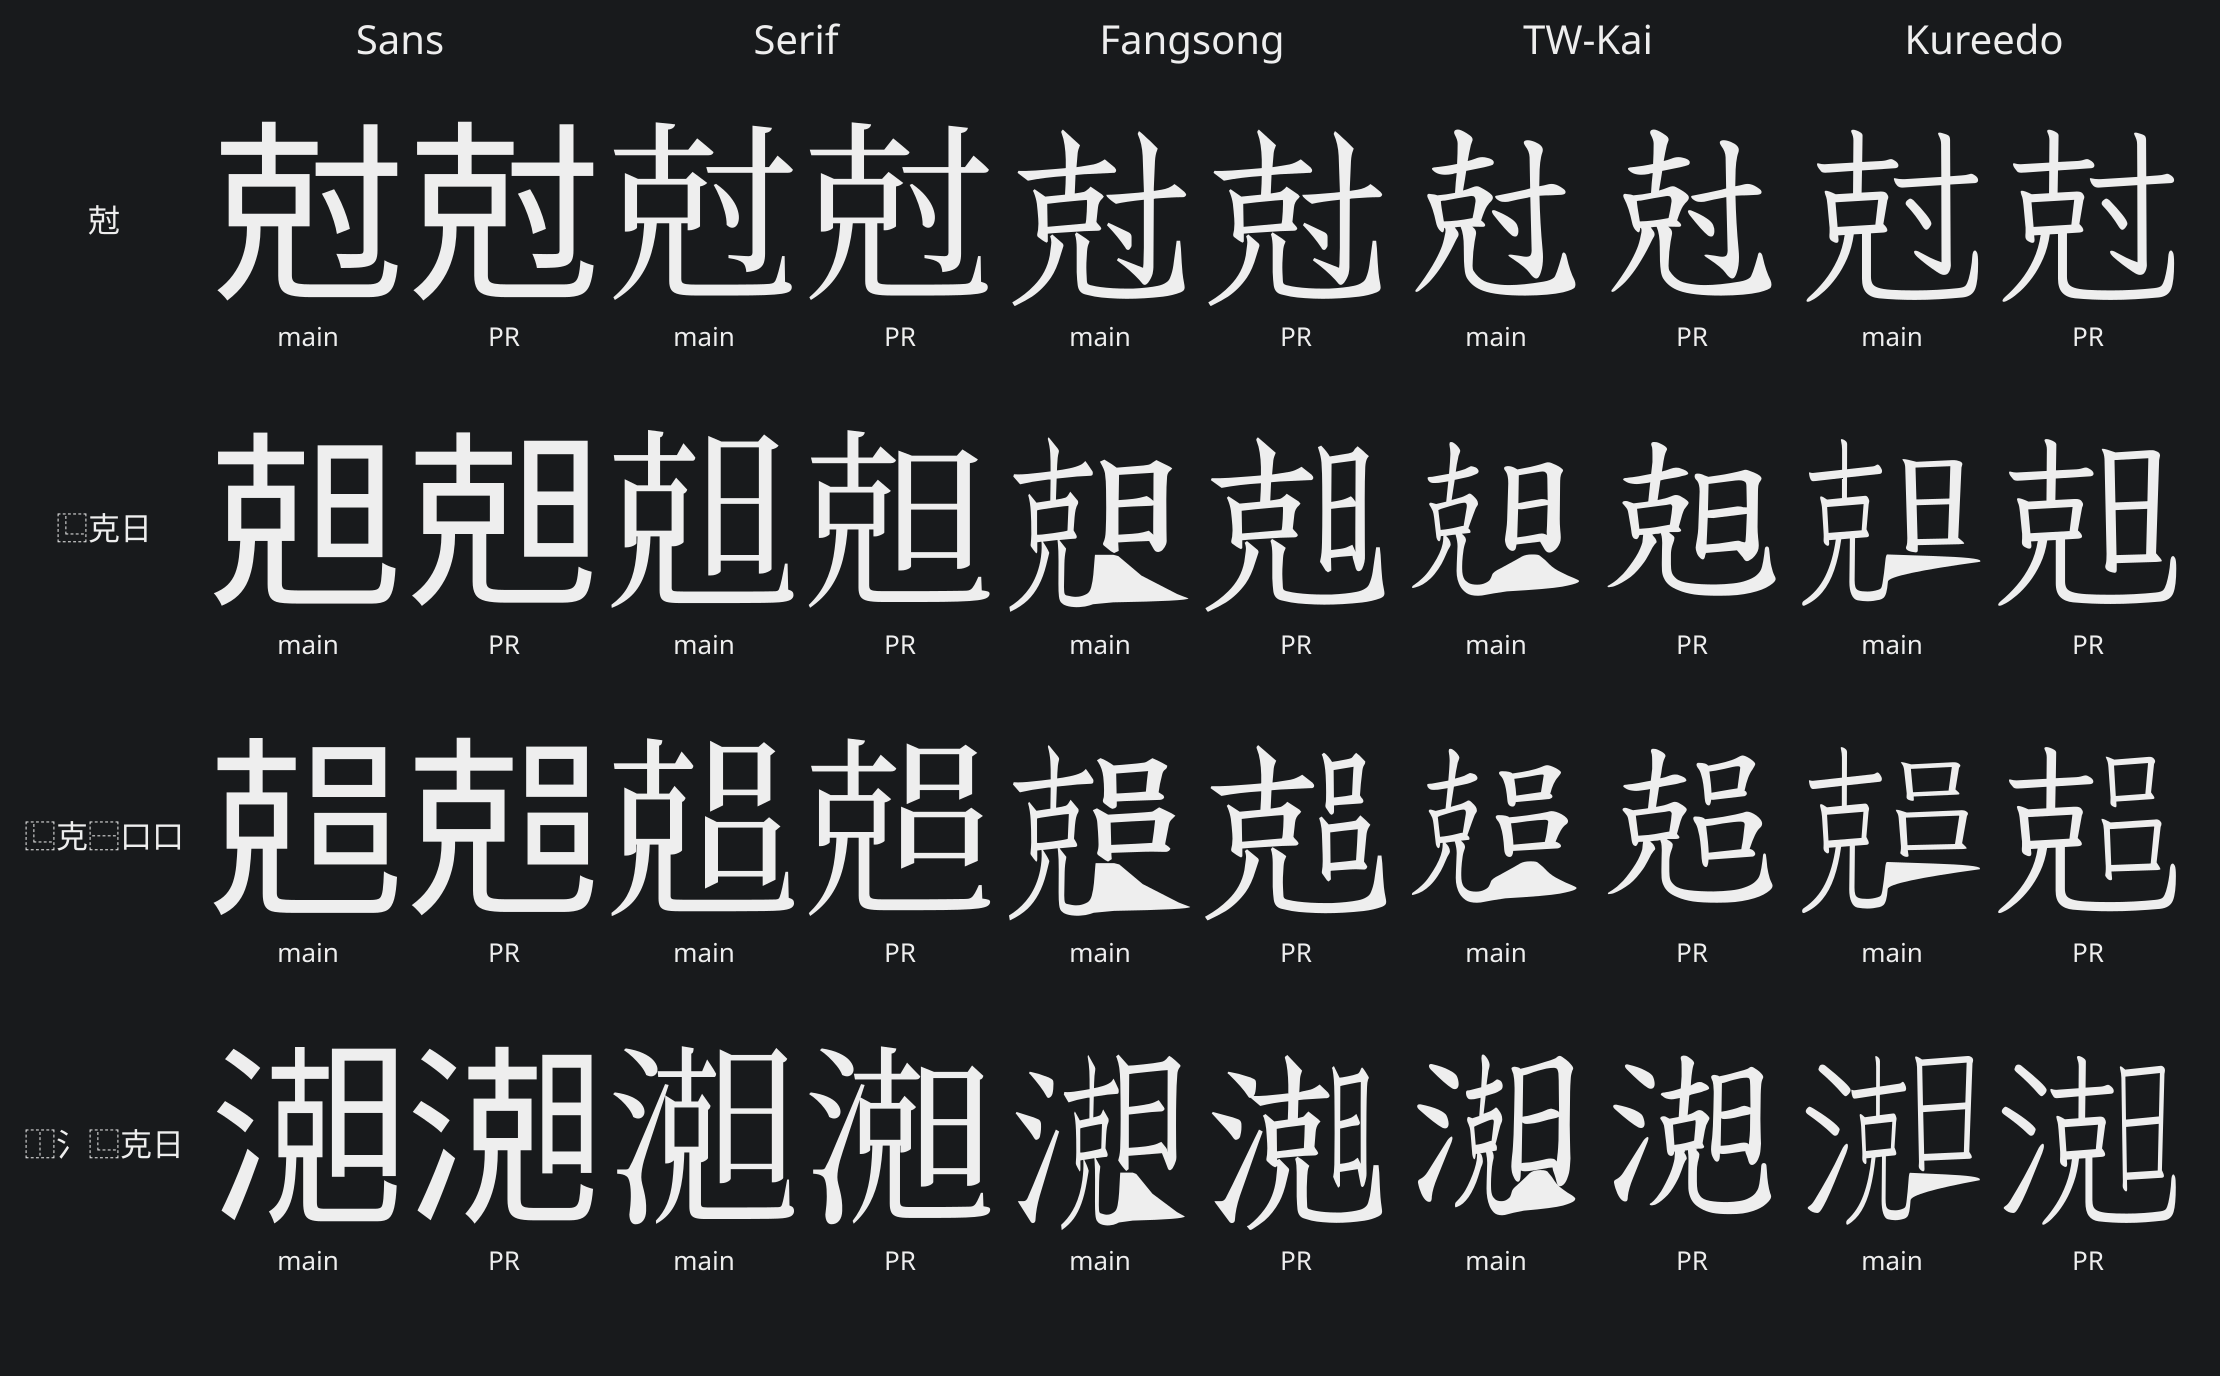 Sans Serif Fangsong TW-Kai Kureedo
尅 尅 尅 尅 尅 尅 尅 尅 尅 尅 尅
main PR main PR main PR main PR main PR
⿺克日
main PR main PR main PR main PR main PR
⿺克⿱口口
main PR main PR main PR main PR main PR
⿰氵⿺克日
main PR main PR main PR main PR main PR